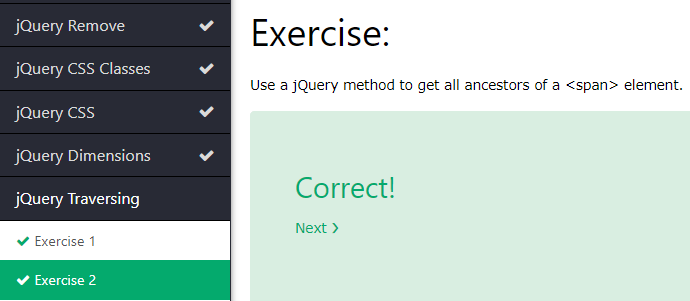 jQuery Remove
jQuery CSS Classes
jQuery CSS
jQuery Dimensions
jQuery Traversing
Exercise 1
Exercise 2
Exercise:
Use a jQuery method to get all ancestors of a <span> element.
Correct!
Next ❯